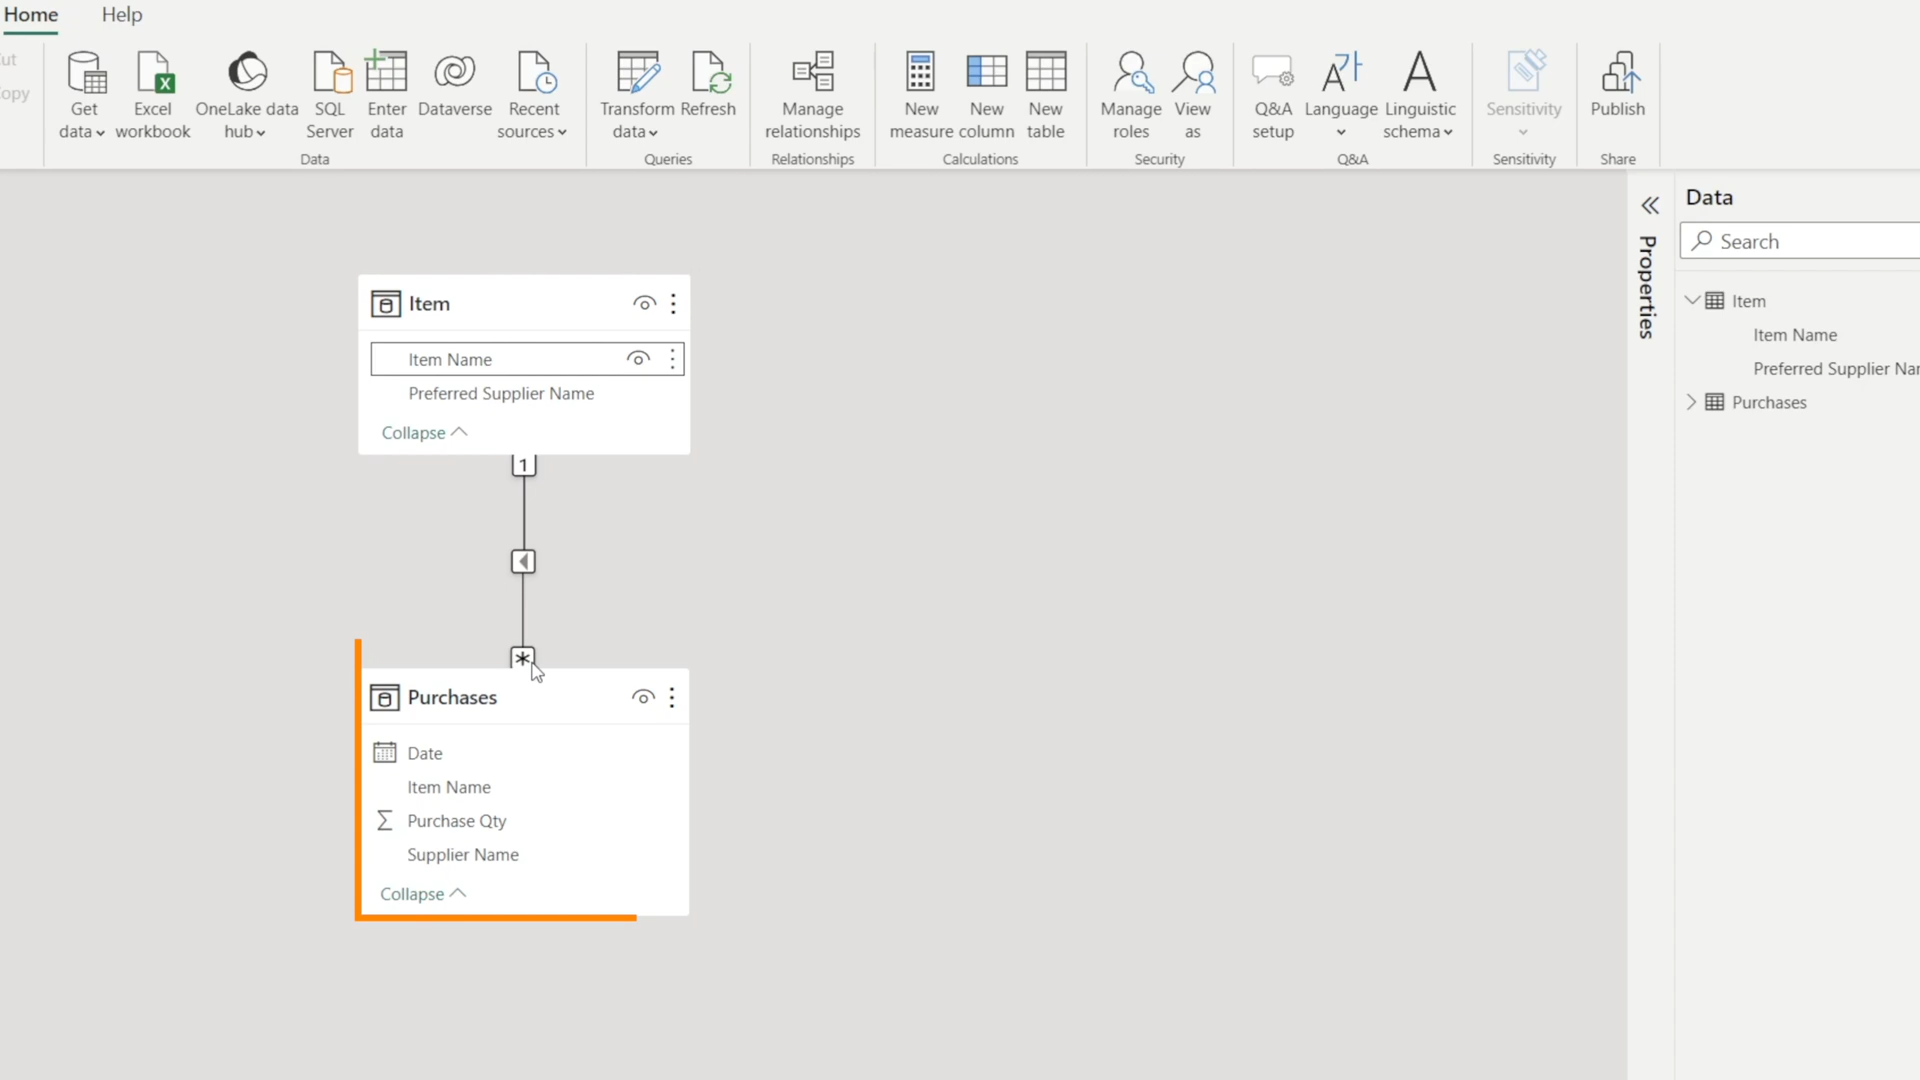 Home Help
ut
opy
Get data
Excel workbook
OneLake data hub
SQL Server
Enter data
Dataverse
Recent sources
Transform data
Refresh
Manage relationships
New measure
New column
New table
Manage roles
View as
Q&A setup
Language
Linguistic schema
Sensitivity
Publish
Data
Queries
Relationships
Calculations
Security
Q&A
Sensitivity
Share
Data
Search
Properties
Item
Item Name
Preferred Supplier Nar
Purchases
Item
Item Name
Preferred Supplier Name
Collapse
1
*
Purchases
Date
Item Name
Σ Purchase Qty
Supplier Name
Collapse